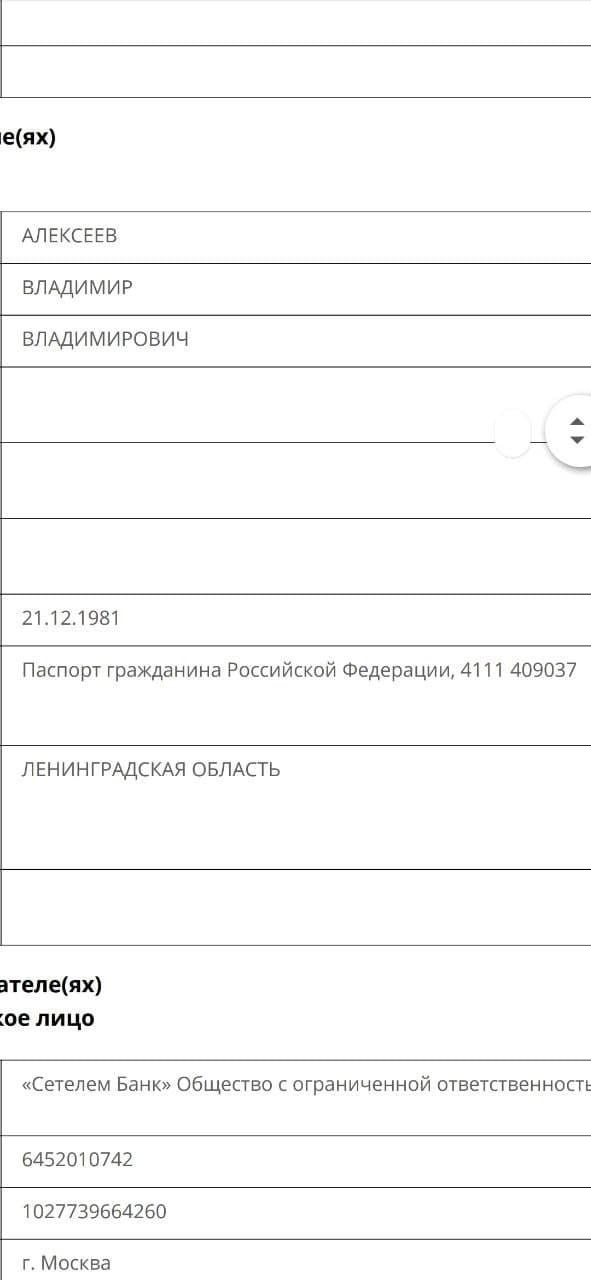 е(ях)
АЛЕКСЕЕВ
ВЛАДИМИР
ВЛАДИМИРОВИЧ
21.12.1981
Паспорт гражданина Российской Федерации, 4111 409037
ЛЕНИНГРАДСКАЯ ОБЛАСТЬ
ателе(ях)
кое лицо
«Сетелем Банк» Общество с ограниченной ответственность
6452010742
1027739664260
г. Москва